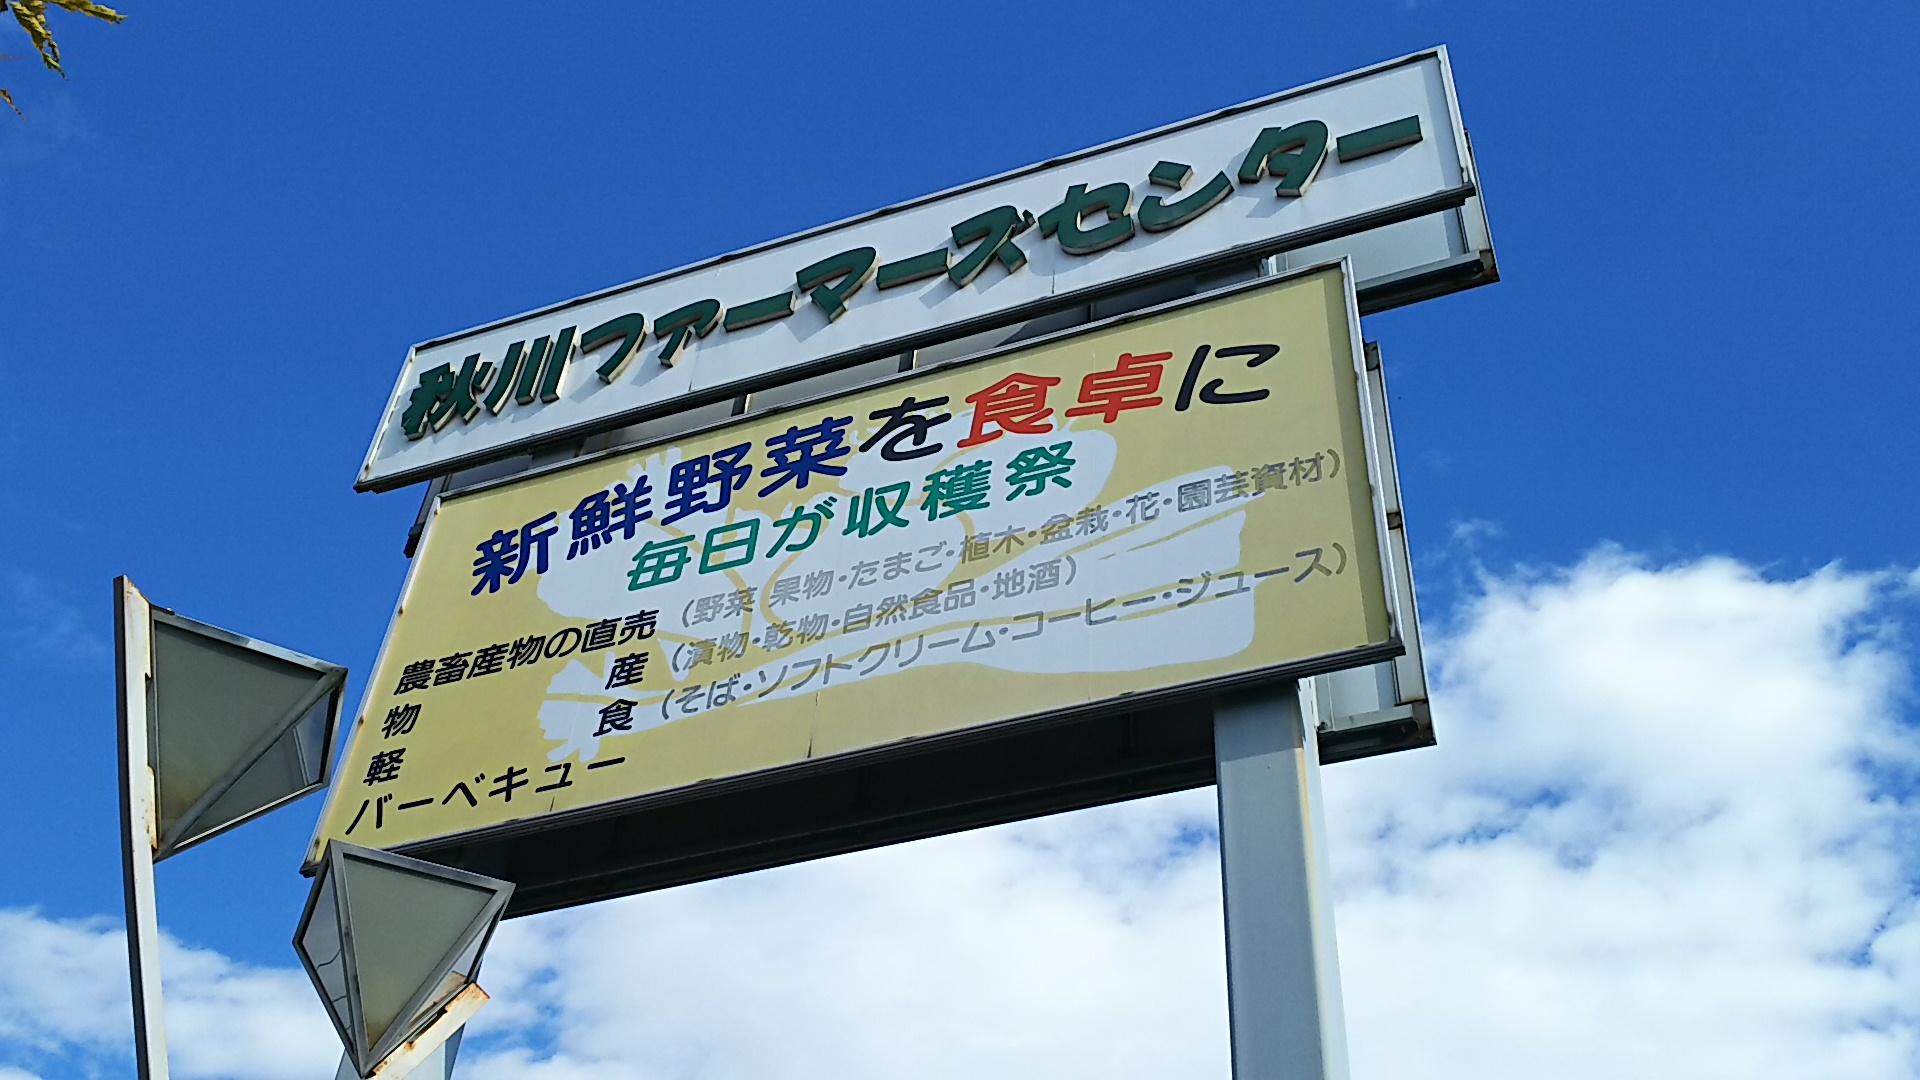 秋川ファーマーズセンター
新鮮野菜を食卓に
毎日が収穫祭
農畜産物の直売（野菜 果物・たまご・植木・盆栽・花・園芸資材）
物産（漬物・乾物・自然食品・地酒）
軽食（そば・ソフトクリーム・コーヒー・ジュース）
バーベキュー